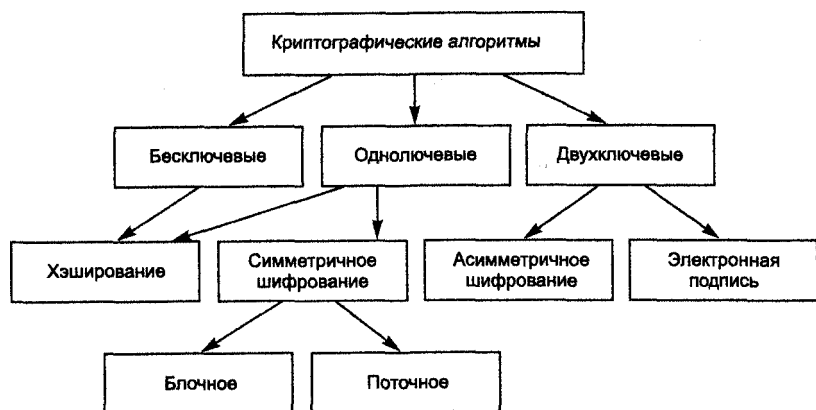 Криптографические алгоритмы
Бесключевые
Однолючевые
Двухключевые
Хэширование
Симметричное
шифрование
Асимметричное
шифрование
Электронная
подпись
Блочное
Поточное